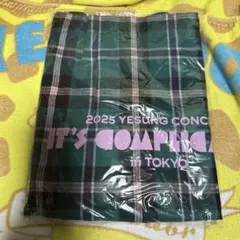 2025 YESUNG CONC
IT'S COMPLICA
in TOKYO